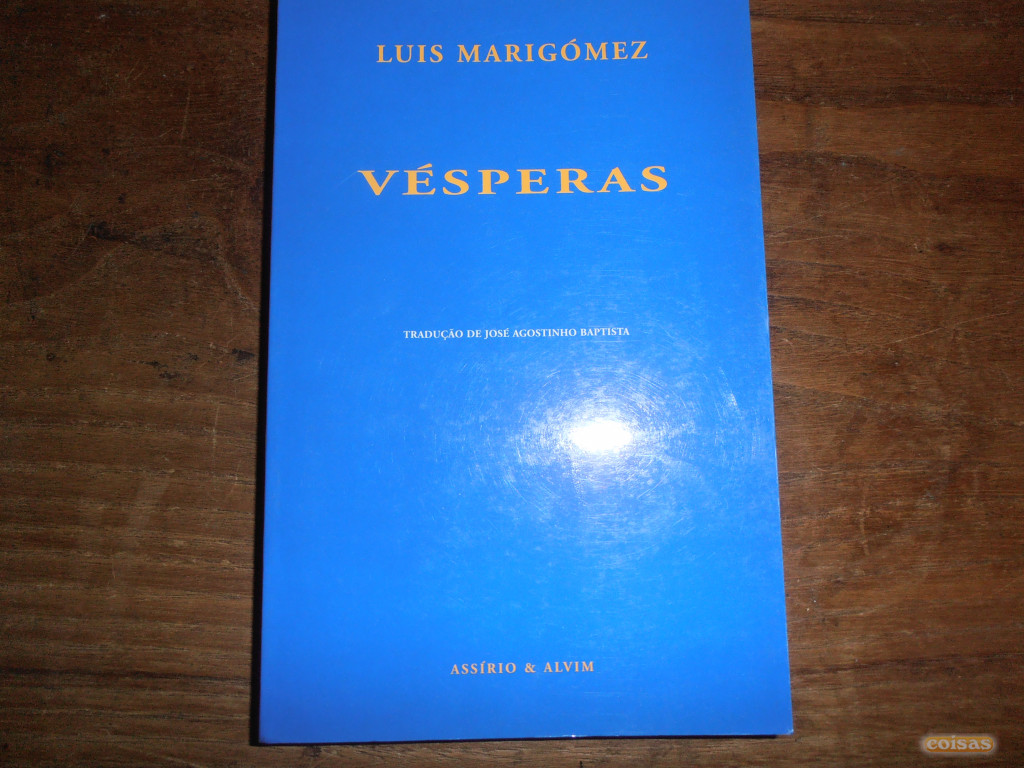 LUIS MARIGÓMEZ
VÉSPERAS
TRADUÇÃO DE JOSÉ AGOSTINHO BAPTISTA
ASSÍRIO & ALVIM
coisas